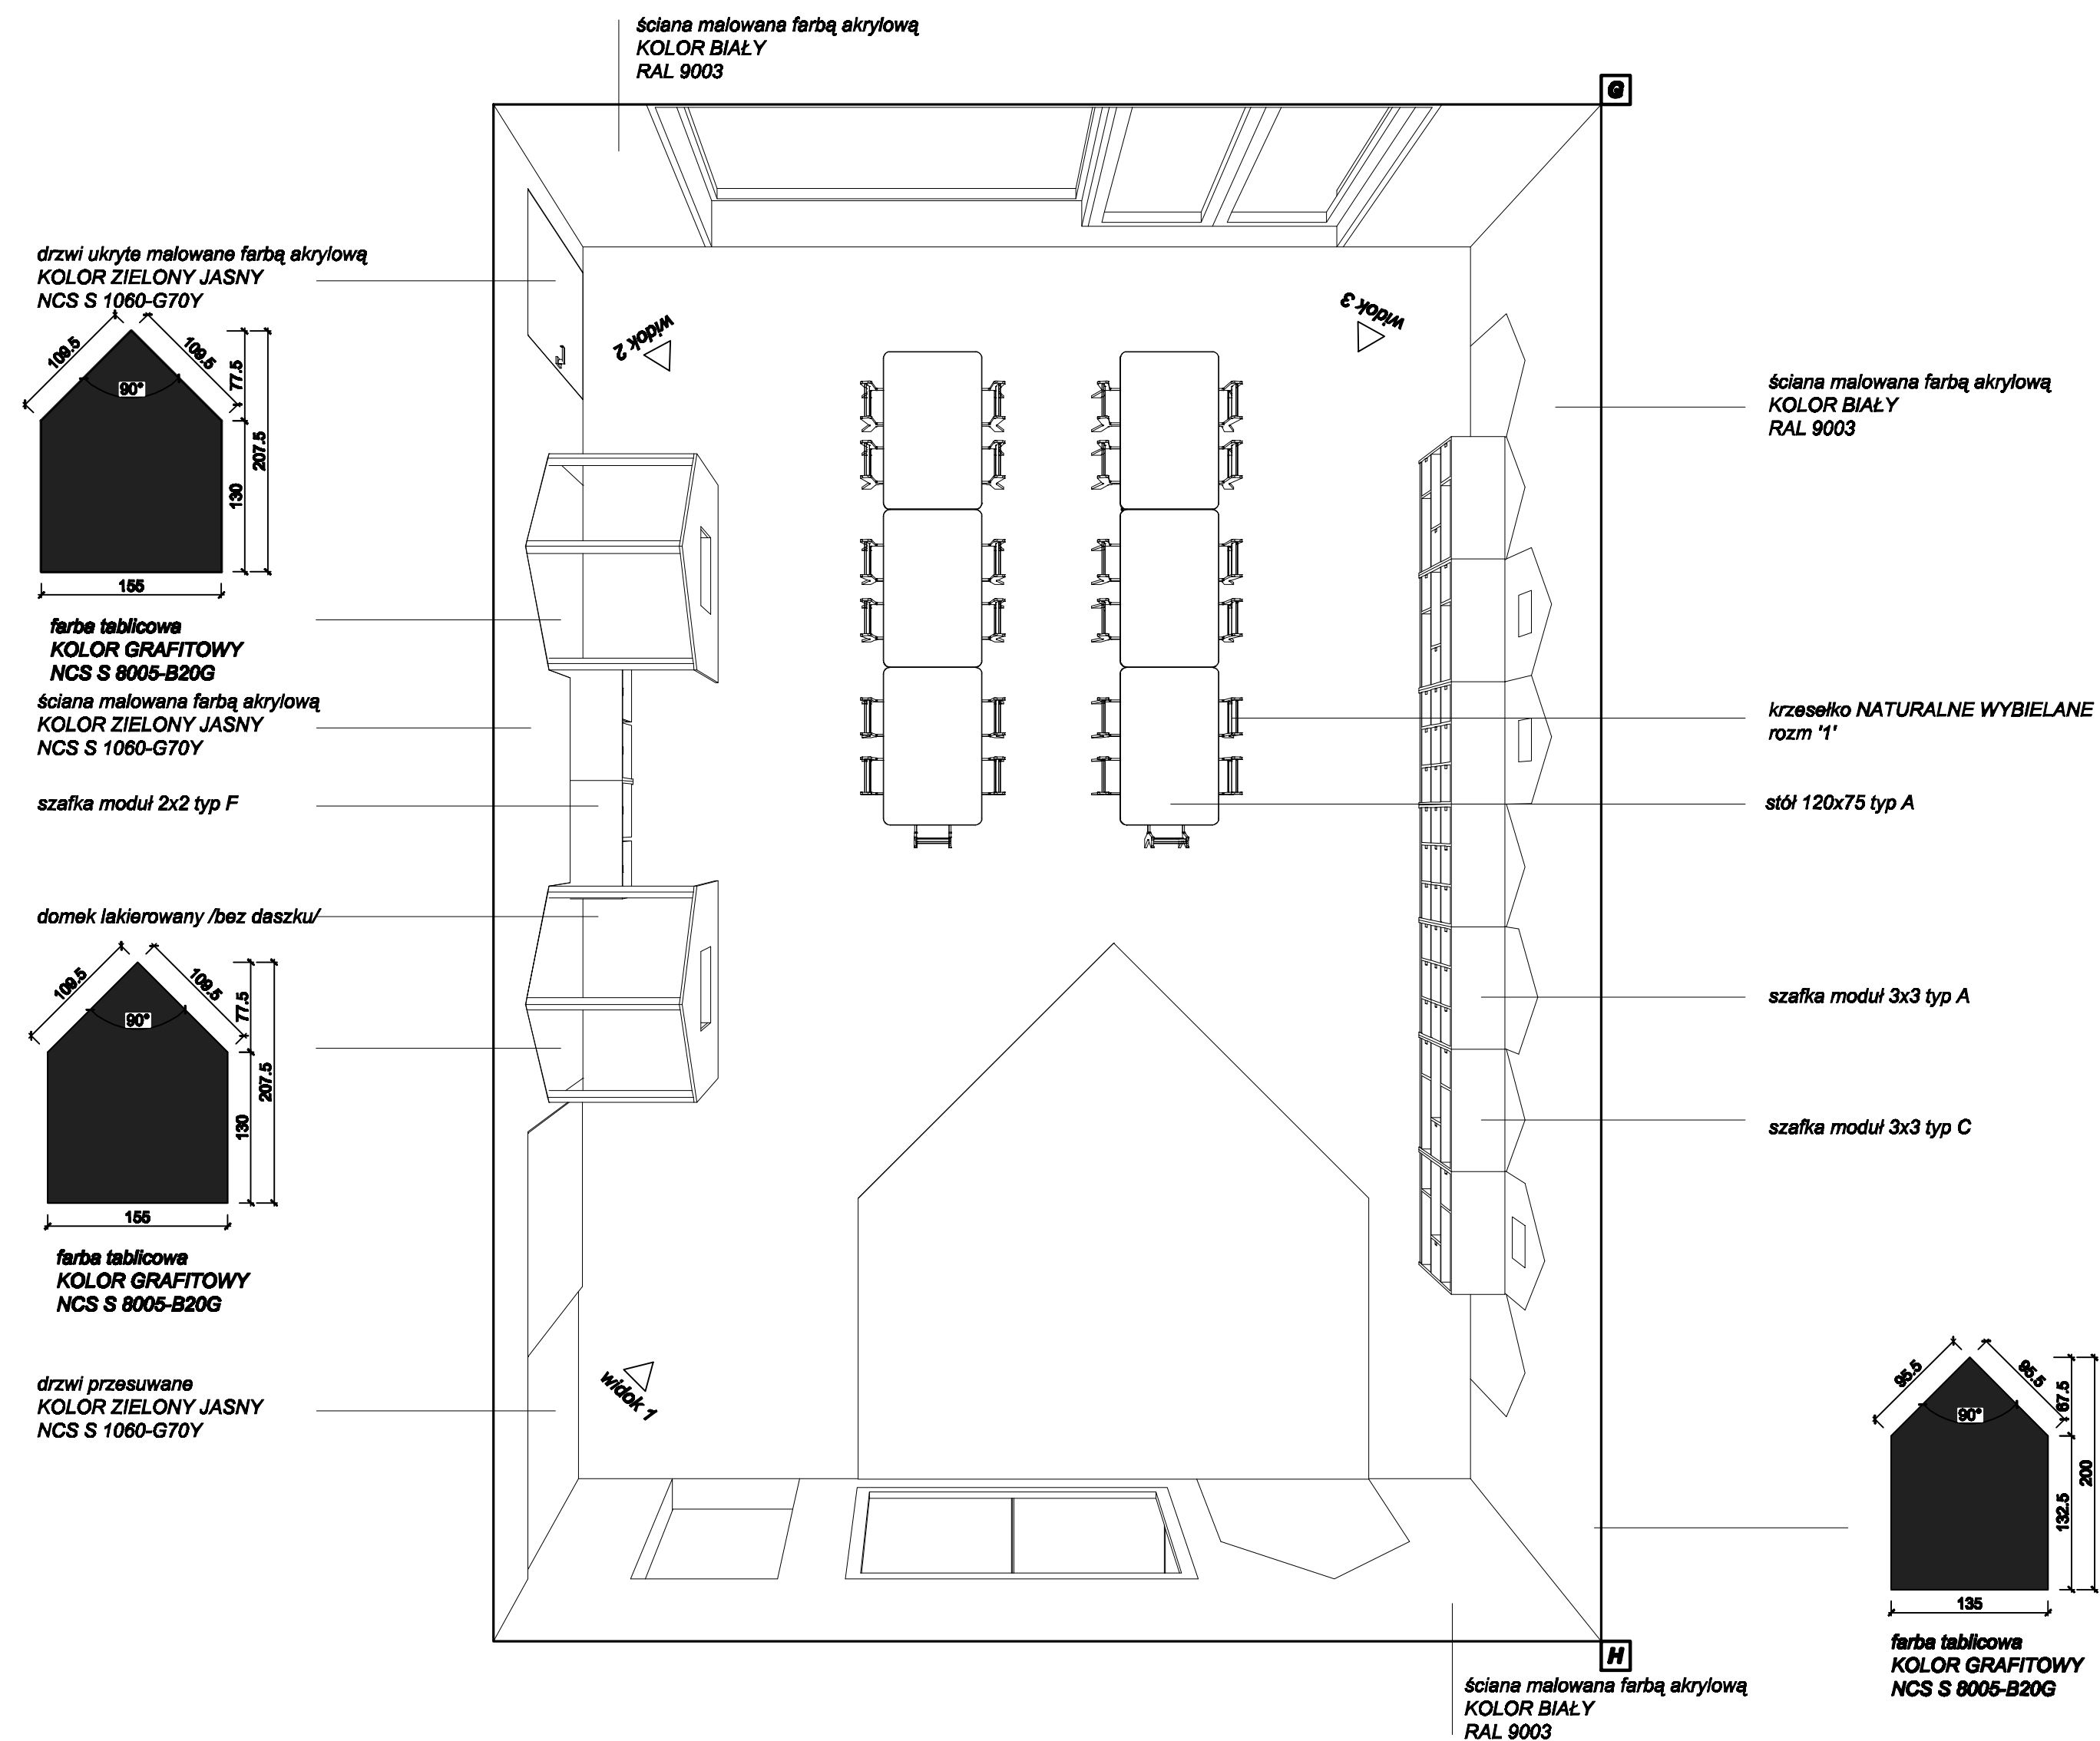 ściana malowana farbą akrylową
KOLOR BIAŁY
RAL 9003
G
drzwi ukryte malowane farbą akrylową
KOLOR ZIELONY JASNY
NCS S 1060-G70Y
109.5
109.5
90°
77.5
207.5
130
155
farba tablicowa
KOLOR GRAFITOWY
NCS S 8005-B20G
ściana malowana farbą akrylową
KOLOR ZIELONY JASNY
NCS S 1060-G70Y
szafka moduł 2x2 typ F
domek lakierowany /bez daszku/
109.5
109.5
90°
77.5
207.5
130
155
farba tablicowa
KOLOR GRAFITOWY
NCS S 8005-B20G
drzwi przesuwane
KOLOR ZIELONY JASNY
NCS S 1060-G70Y
widok 2
widok 3
widok 1
ściana malowana farbą akrylową
KOLOR BIAŁY
RAL 9003
krzesełko NATURALNE WYBIELANE
rozm '1'
stół 120x75 typ A
szafka moduł 3x3 typ A
szafka moduł 3x3 typ C
95.5
95.5
90°
67.5
200
132.5
135
farba tablicowa
KOLOR GRAFITOWY
NCS S 8005-B20G
H
ściana malowana farbą akrylową
KOLOR BIAŁY
RAL 9003